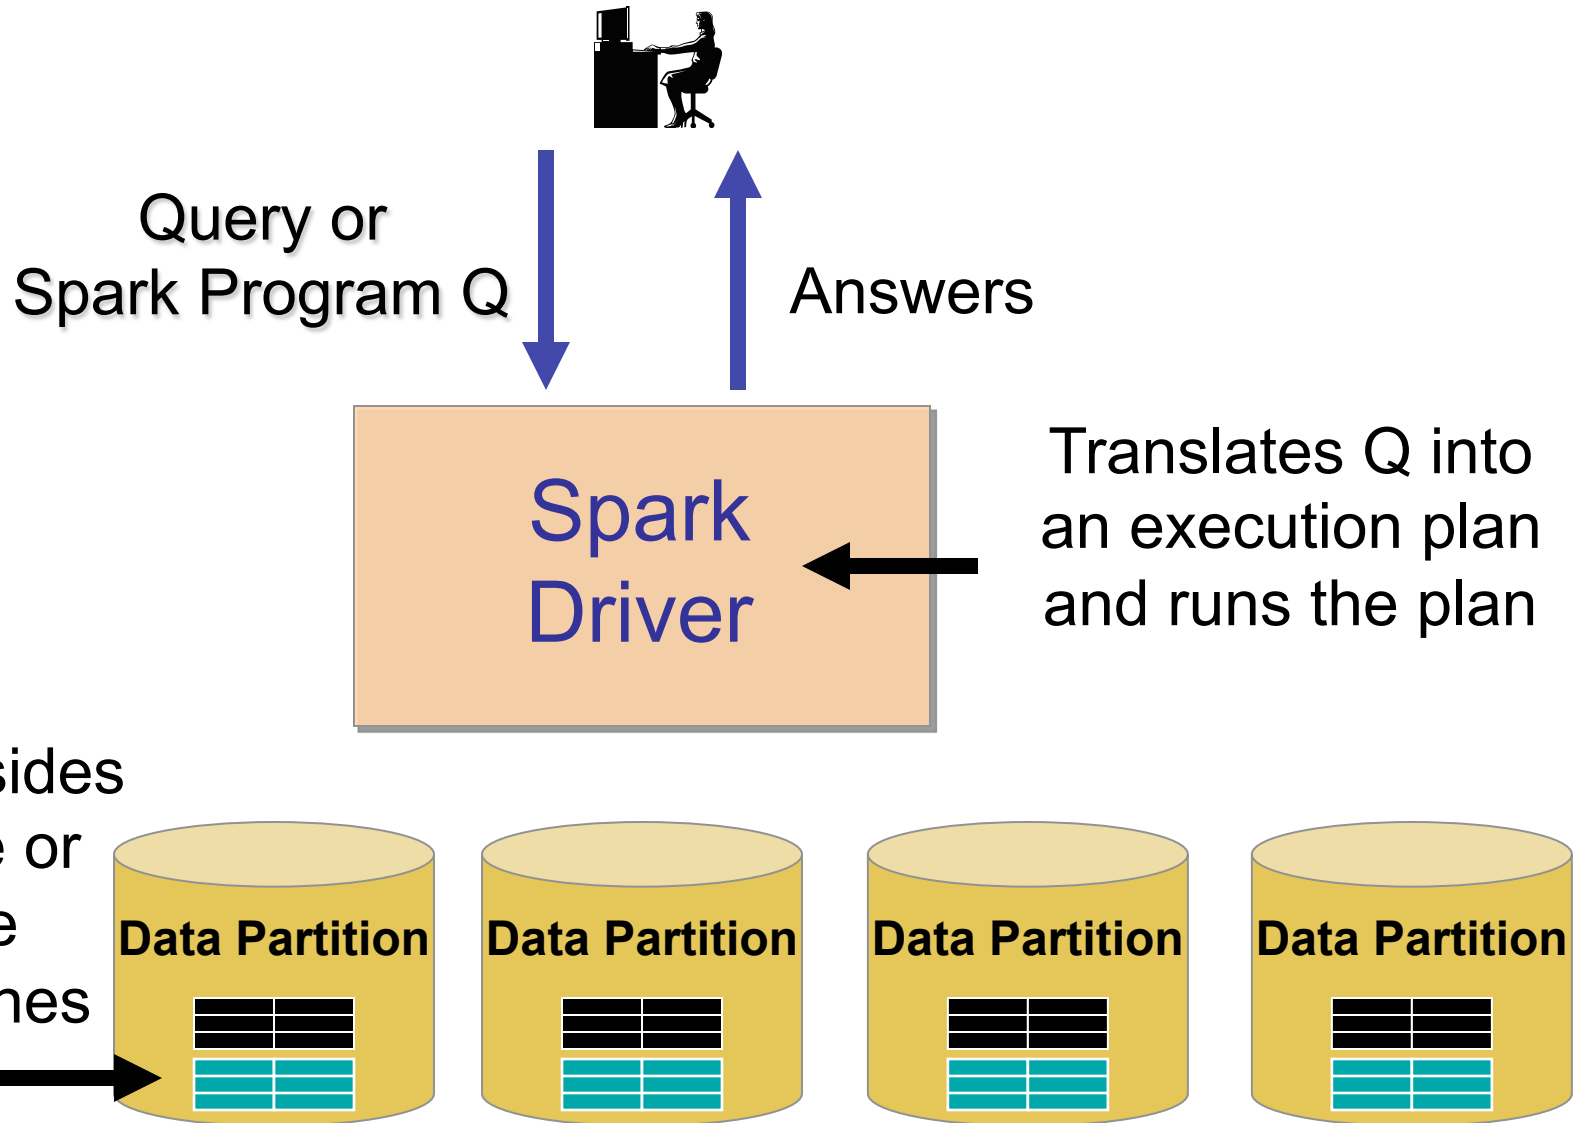 Query or
Spark Program Q
Answers
Spark
Driver
Translates Q into
an execution plan
and runs the plan
or
Data Partition
Data Partition
Data Partition
Data Partition